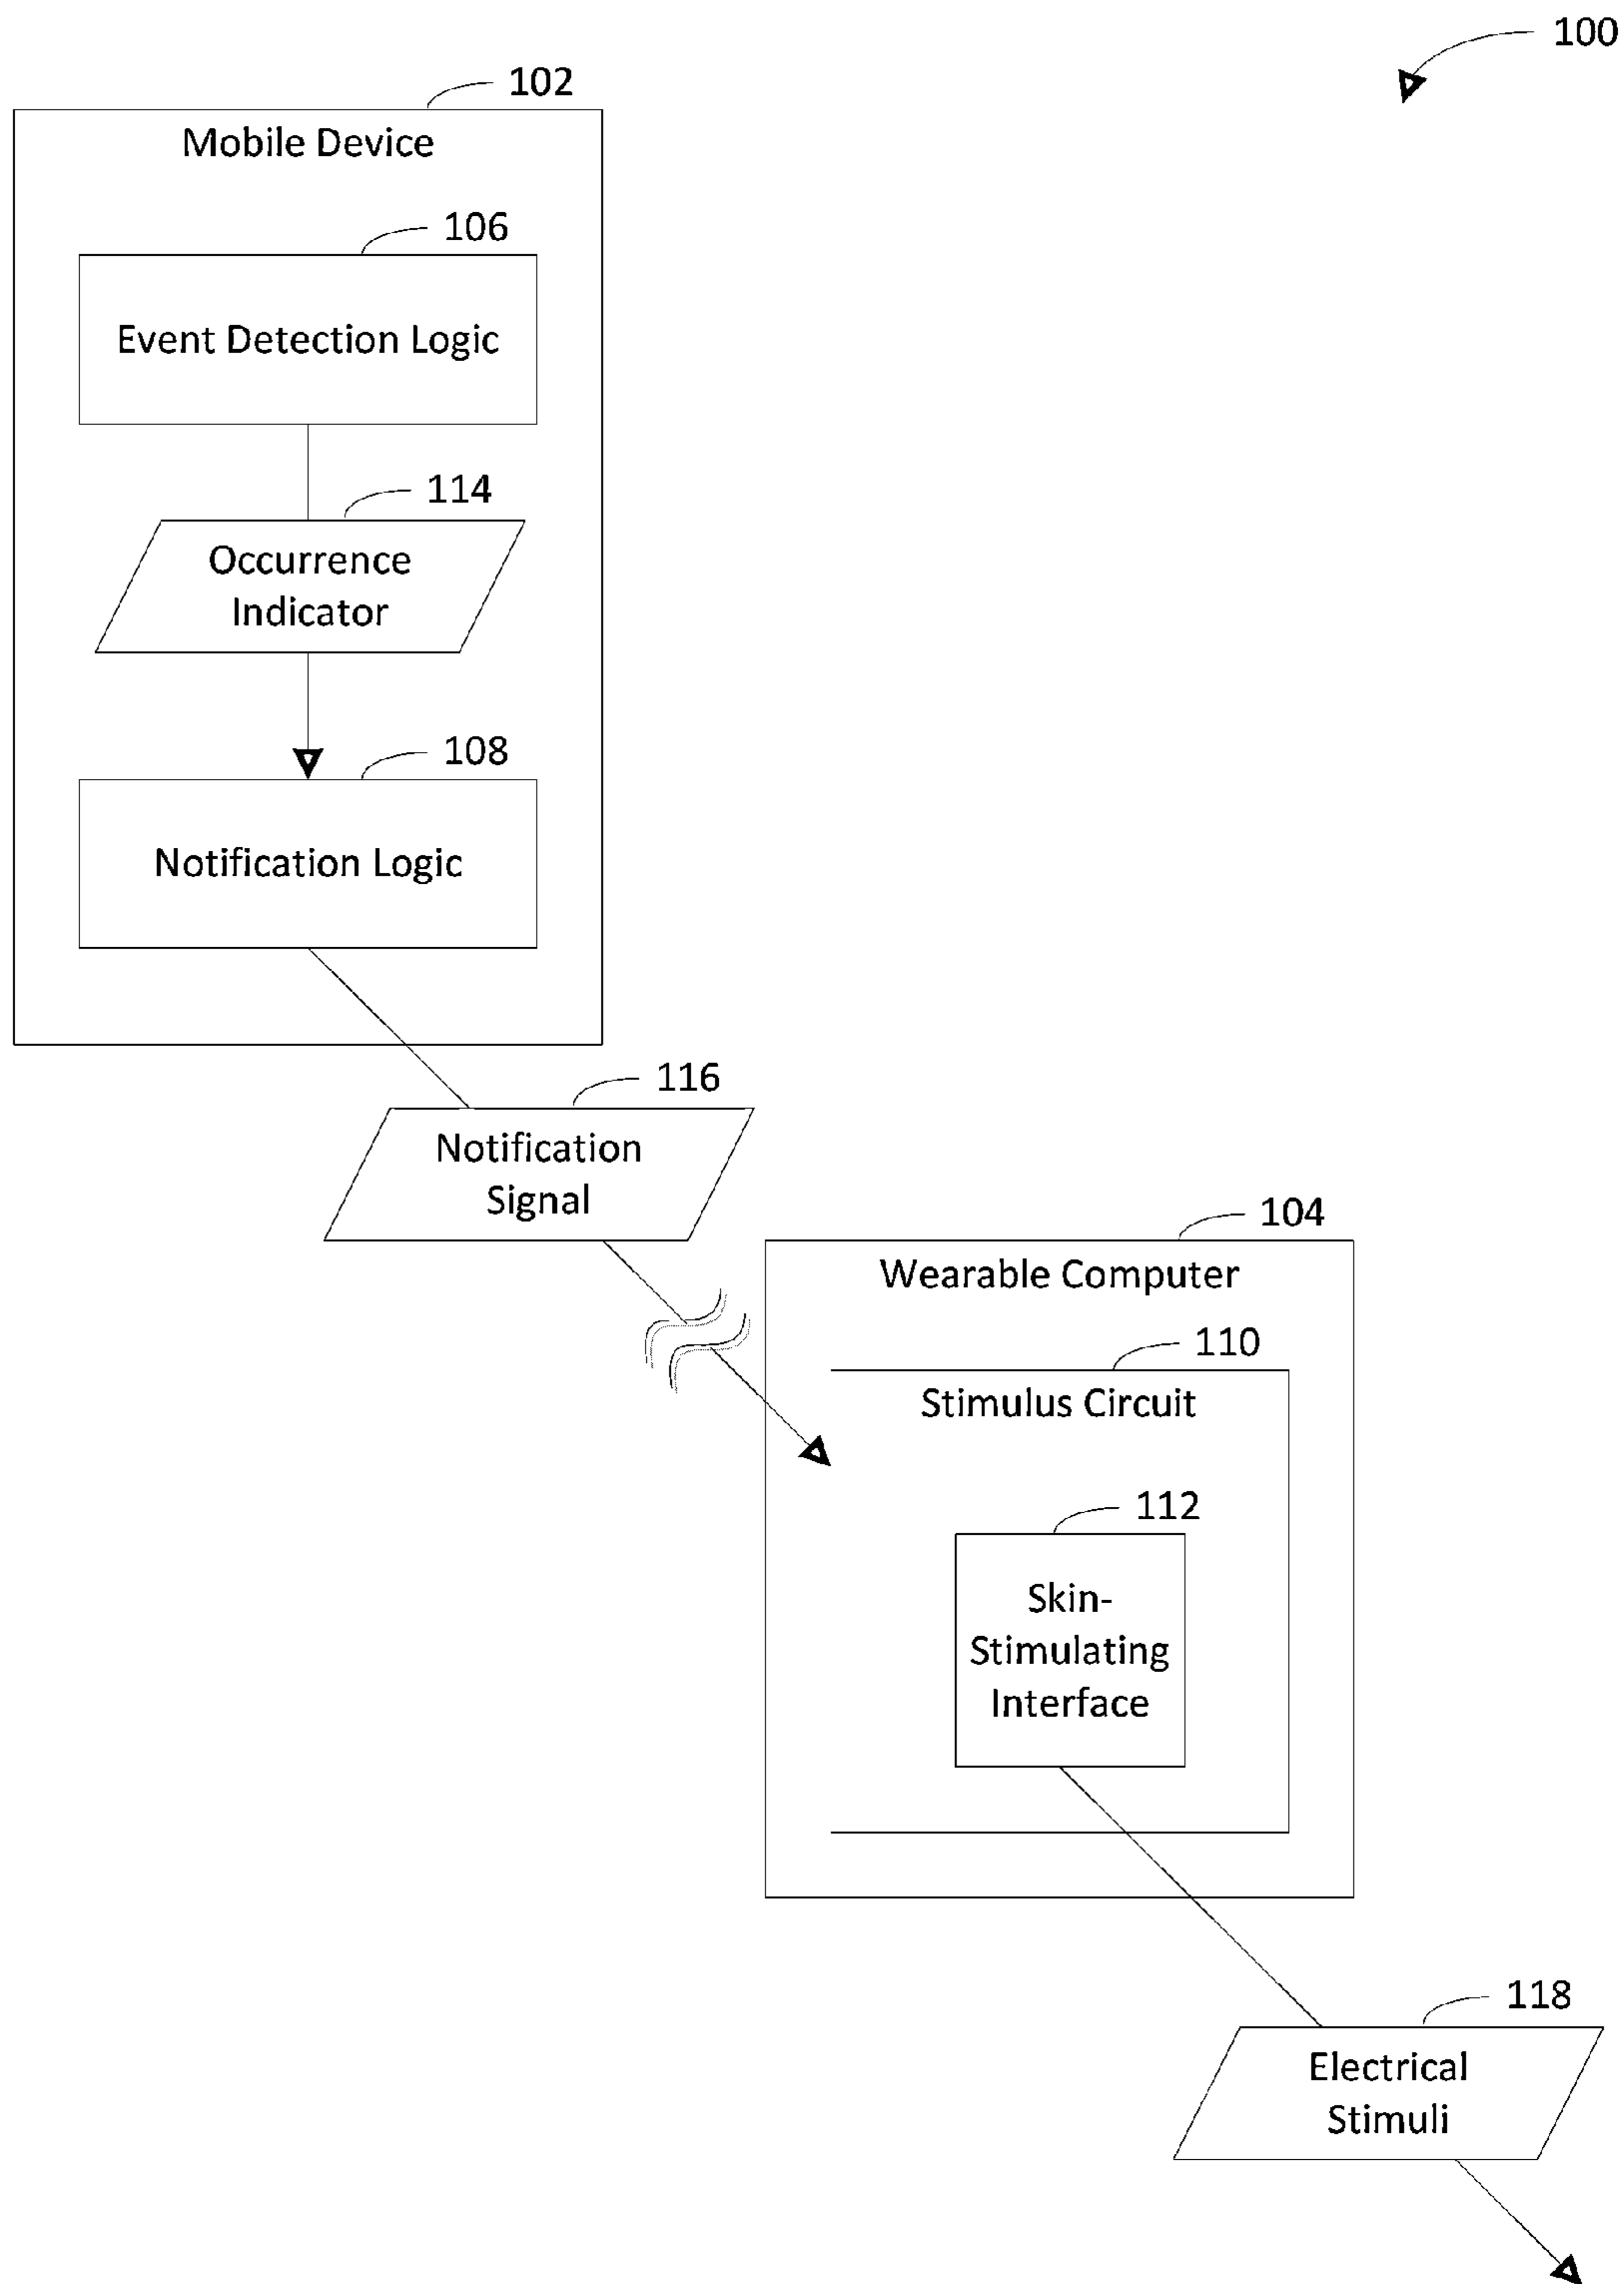 100
102
Mobile Device
106
Event Detection Logic
114
Occurrence
Indicator
108
Notification Logic
116
Notification
Signal
104
Wearable Computer
110
Stimulus Circuit
112
Skin-
Stimulating
Interface
118
Electrical
Stimuli